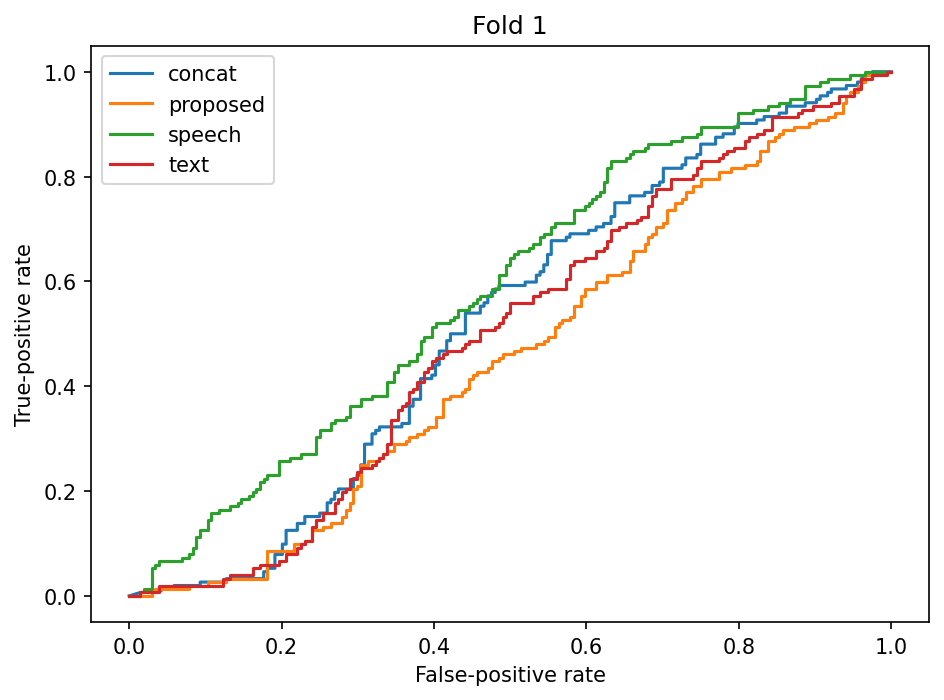 Fold 1
concat
proposed
speech
text
True-positive rate
1.0
0.8
0.6
0.4
0.2
0.0
0.0 0.2 0.4 0.6 0.8 1.0
False-positive rate